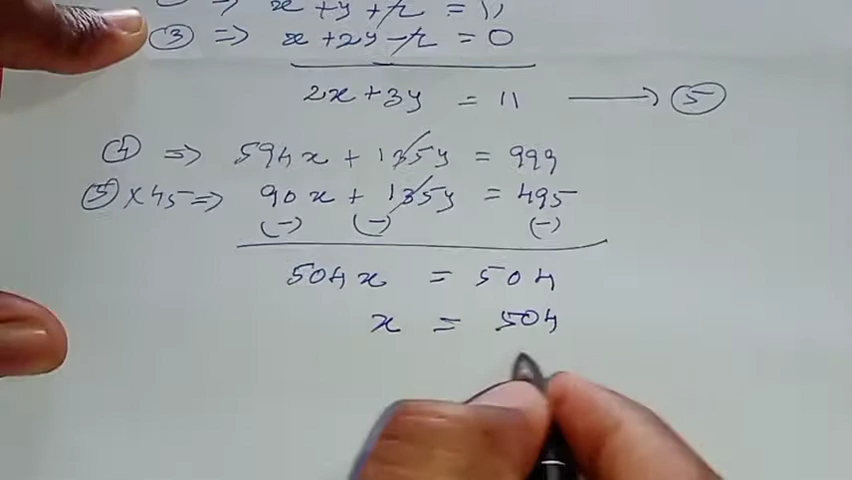 ⇒ x + y + z = 11
③ ⇒ x + 2y - z = 0
2x + 3y = 11 ⟶ ⑤
④ ⇒ 594x + 135y = 999
⑤ × 45 ⇒ 90x + 135y = 495
(-) (-) (-)
504x = 504
x = 504